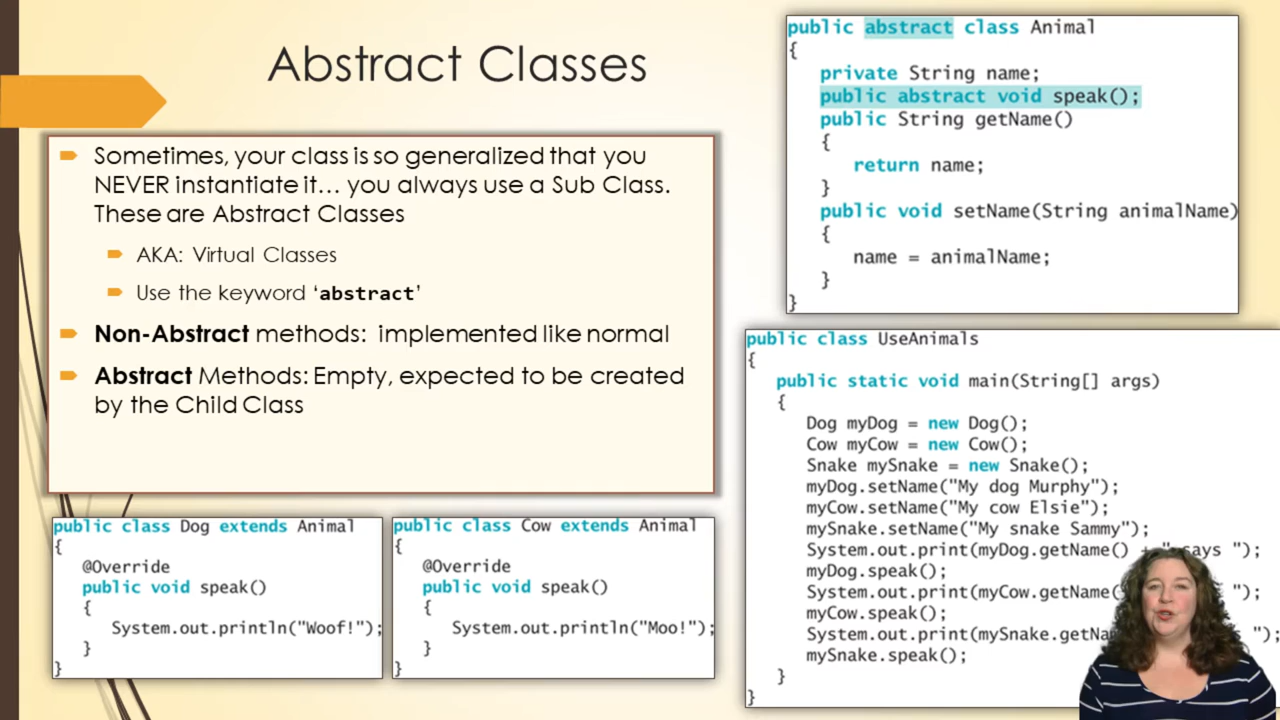 Abstract Classes
Sometimes, your class is so generalized that you
NEVER instantiate it… you always use a Sub Class.
These are Abstract Classes
AKA: Virtual Classes
Use the keyword ‘abstract’
Non-Abstract methods: implemented like normal
Abstract Methods: Empty, expected to be created
by the Child Class
public class Dog extends Animal
{
@Override
public void speak()
{
System.out.println("Woof!");
}
}
public class Cow extends Animal
{
@Override
public void speak()
{
System.out.println("Moo!");
}
}
public abstract class Animal
{
private String name;
public abstract void speak();
public String getName()
{
return name;
}
public void setName(String animalName)
{
name = animalName;
}
}
public class UseAnimals
{
public static void main(String[] args)
{
Dog myDog = new Dog();
Cow myCow = new Cow();
Snake mySnake = new Snake();
myDog.setName("My dog Murphy");
myCow.setName("My cow Elsie");
mySnake.setName("My snake Sammy");
System.out.print(myDog.getName() + " says ");
myDog.speak();
System.out.print(myCow.getName( ");
myCow.speak();
System.out.print(mySnake.getNa ");
mySnake.speak();
}
}